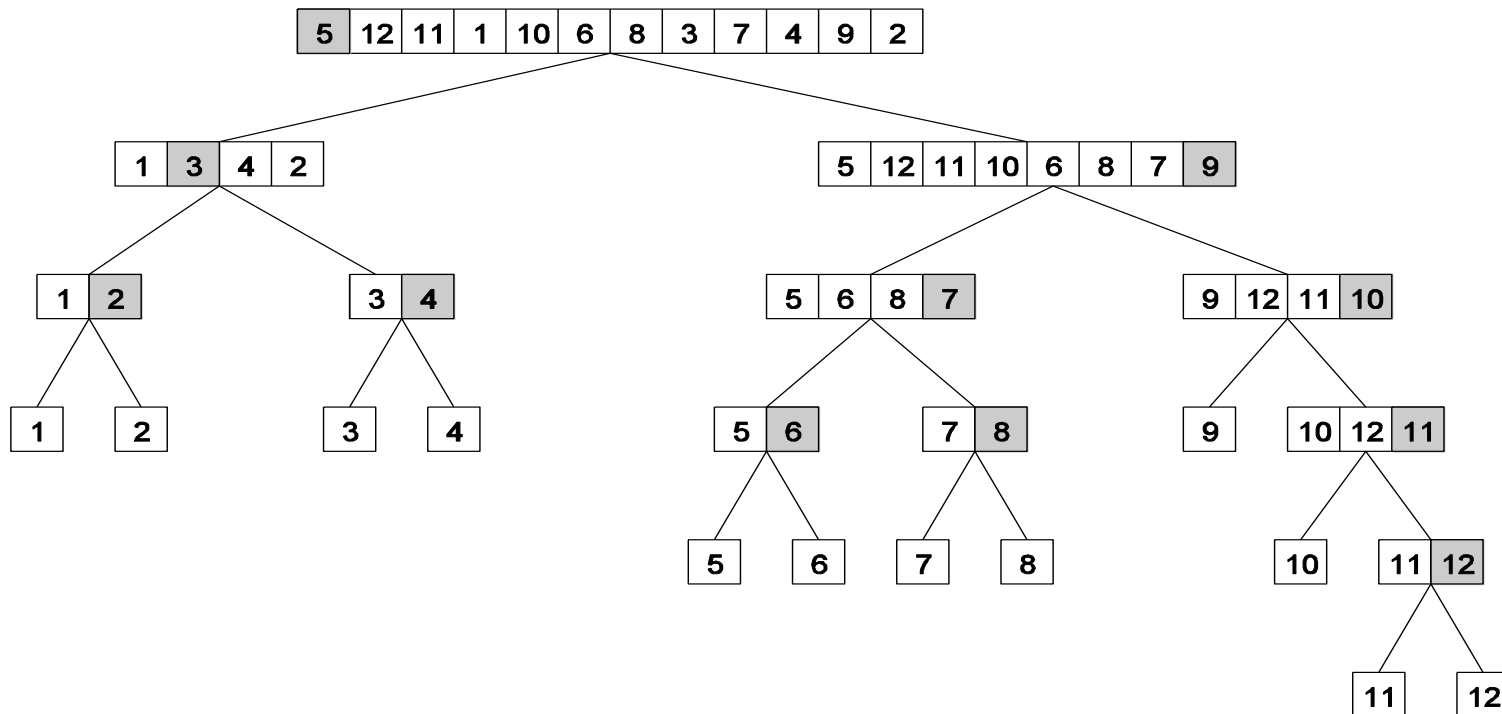 5 12 11 1 10 6 8 3 7 4 9 2
1 3 4 2 5 12 11 10 6 8 7 9
1 2 3 4 5 6 8 7 9 12 11 10
1 2 3 4 5 6 7 8 9 10 12 11
5 6 7 8 10 11 12
11 12